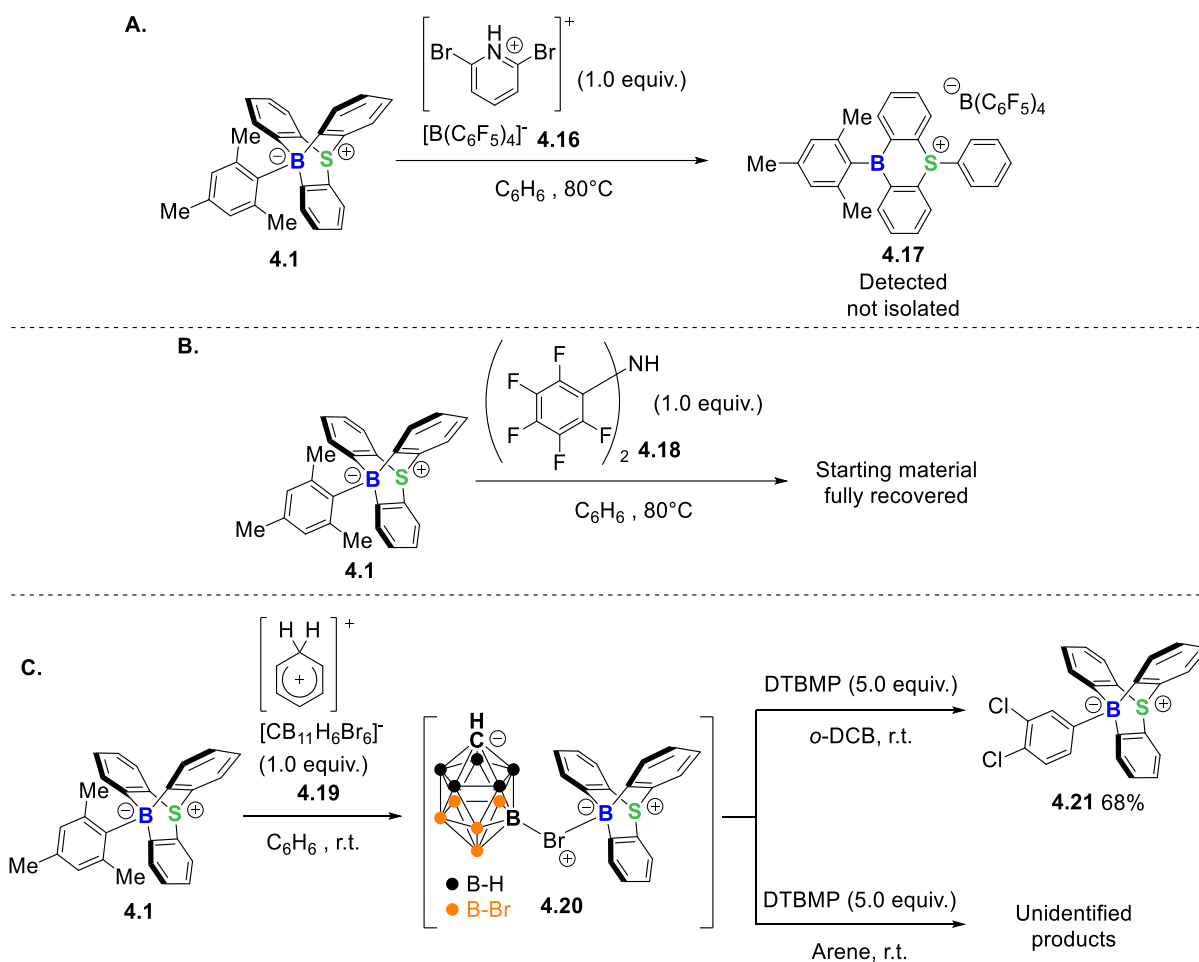 A.
H
N
⊕
Br
Br
+
(1.0 equiv.)
[B(C₆F₅)₄]⁻ 4.16
C₆H₆ , 80°C
Me
⊖
B
S
⊕
Me
Me
4.1
⊖
B(C₆F₅)₄
Me
⊕
Me
B
S
Me
4.17
Detected
not isolated
B.
NH
F
F
F
F
F
2
(1.0 equiv.)
4.18
C₆H₆ , 80°C
Me
⊖
B
S
⊕
Me
Me
4.1
Starting material
fully recovered
C.
H H
+
+
[CB₁₁H₆Br₆]⁻
(1.0 equiv.)
4.19
C₆H₆ , r.t.
Me
⊖
B
S
⊕
Me
Me
4.1
H
C
⊖
B
Br
⊕
⊖
B
S
⊕
B-H
B-Br
4.20
DTBMP (5.0 equiv.)
o-DCB, r.t.
Cl
Cl
⊖
B
S
⊕
4.21 68%
DTBMP (5.0 equiv.)
Arene, r.t.
Unidentified
products